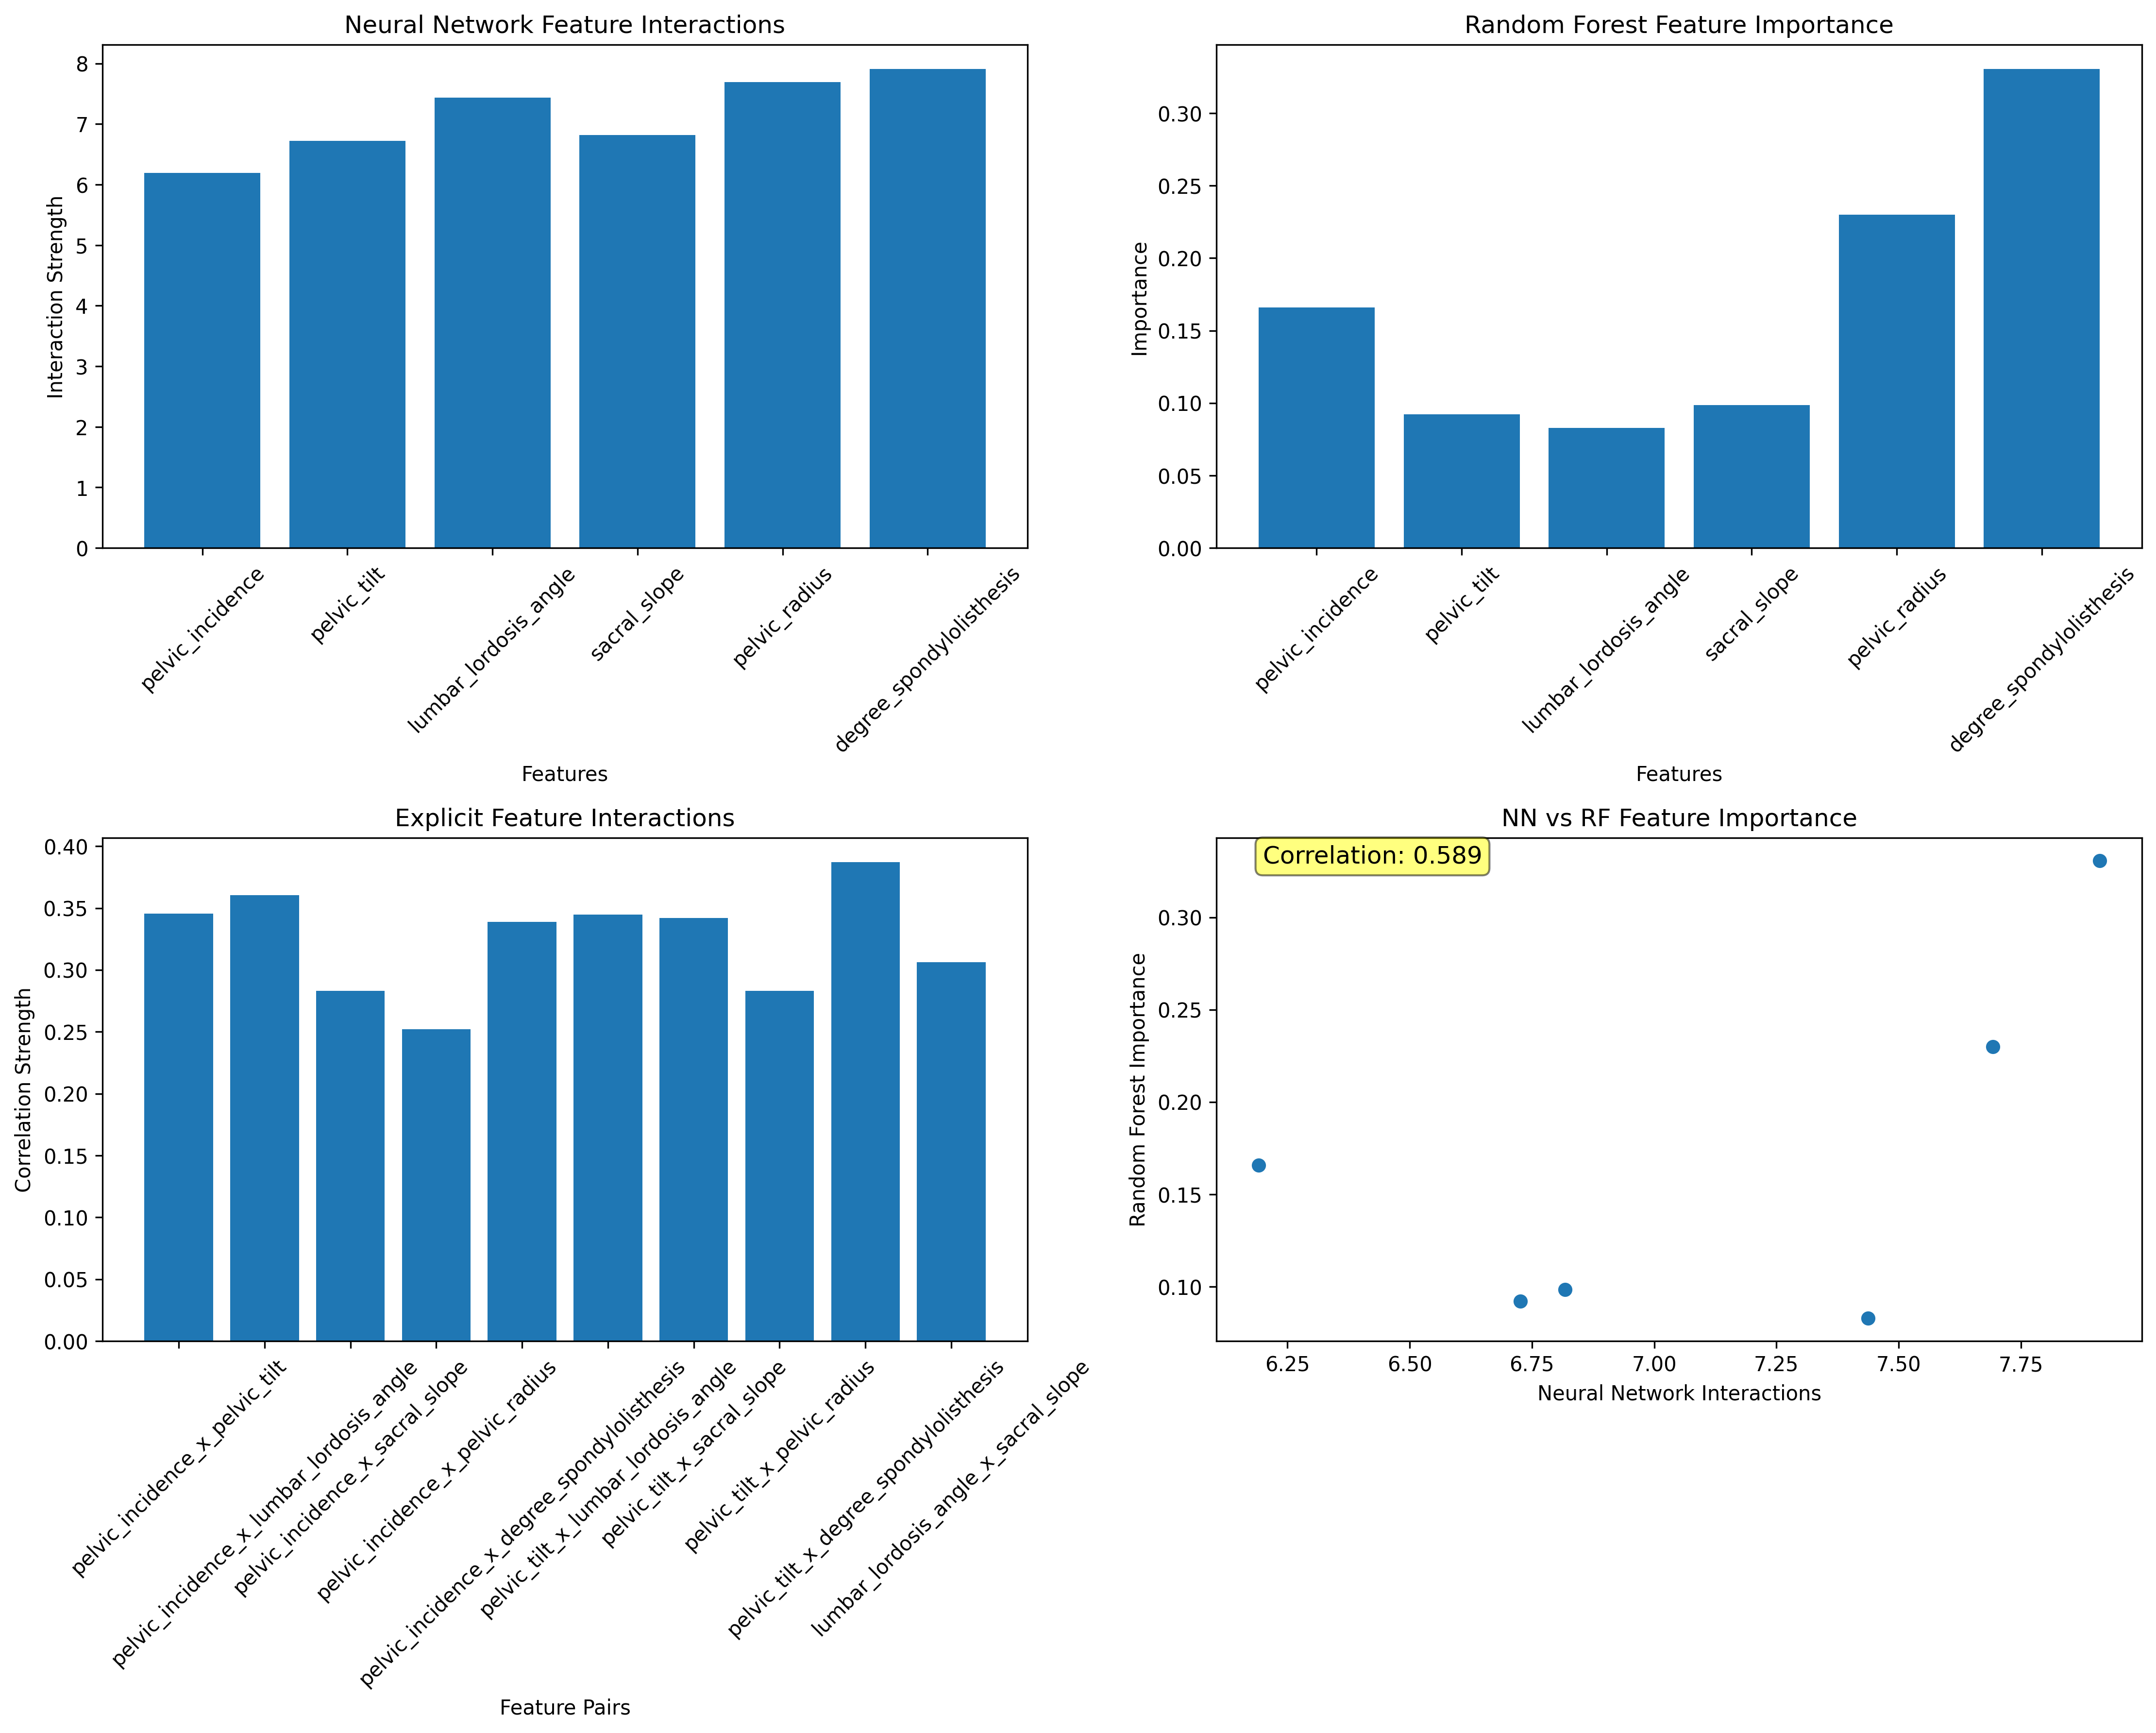 Neural Network Feature Interactions
Interaction Strength
8
7
6
5
4
3
2
1
0
pelvic_incidence
pelvic_tilt
lumbar_lordosis_angle
sacral_slope
pelvic_radius
degree_spondylolisthesis
Features
Random Forest Feature Importance
Importance
0.30
0.25
0.20
0.15
0.10
0.05
0.00
pelvic_incidence
pelvic_tilt
lumbar_lordosis_angle
sacral_slope
pelvic_radius
degree_spondylolisthesis
Features
Explicit Feature Interactions
Correlation Strength
0.40
0.35
0.30
0.25
0.20
0.15
0.10
0.05
0.00
pelvic_incidence_x_pelvic_tilt
pelvic_incidence_x_lumbar_lordosis_angle
pelvic_incidence_x_sacral_slope
pelvic_incidence_x_pelvic_radius
pelvic_incidence_x_degree_spondylolisthesis
pelvic_tilt_x_lumbar_lordosis_angle
pelvic_tilt_x_sacral_slope
pelvic_tilt_x_pelvic_radius
pelvic_tilt_x_degree_spondylolisthesis
lumbar_lordosis_angle_x_sacral_slope
Feature Pairs
NN vs RF Feature Importance
Correlation: 0.589
Random Forest Importance
0.30
0.25
0.20
0.15
0.10
6.25
6.50
6.75
7.00
7.25
7.50
7.75
Neural Network Interactions